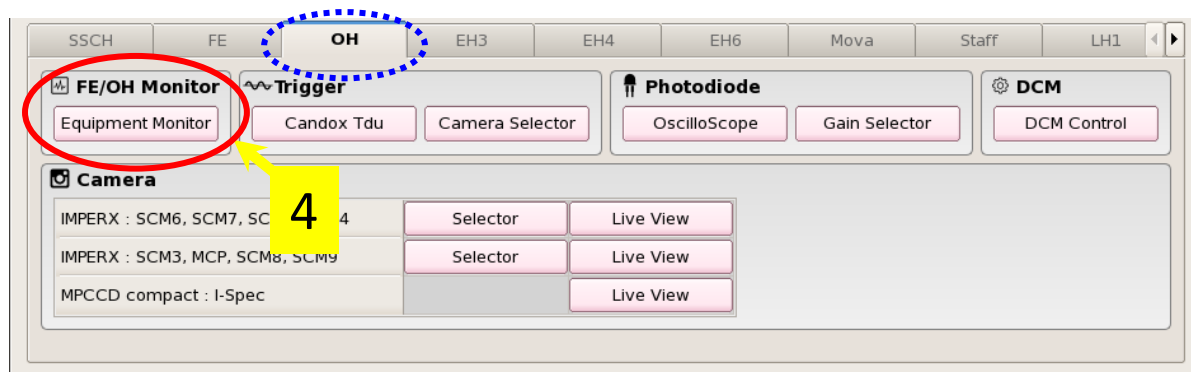 SSCH FE OH EH3 EH4 EH6 Mova Staff LH1
FE/OH Monitor Trigger Photodiode DCM
Equipment Monitor Candox Tdu Camera Selector OscilloScope Gain Selector DCM Control
4
Camera
IMPERX : SCM6, SCM7, 4 Selector Live View
IMPERX : SCM3, MCP, SCM8, SCM9 Selector Live View
MPCCD compact : I-Spec Live View